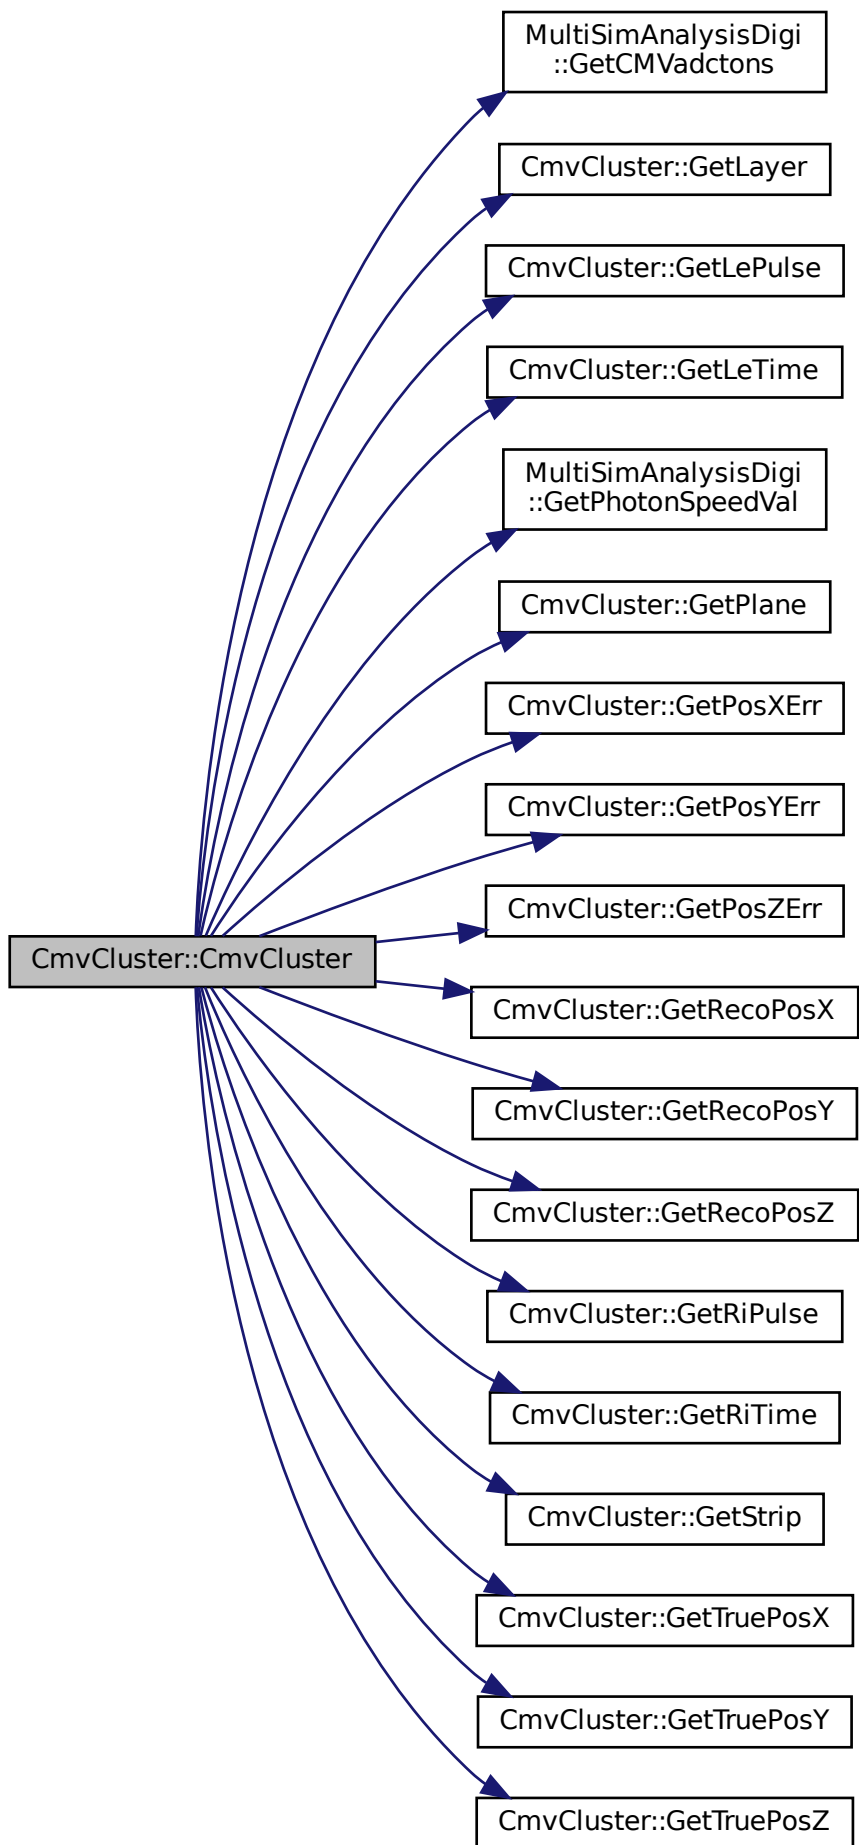 MultiSimAnalysisDigi
::GetCMVadctons
CmvCluster::GetLayer
CmvCluster::GetLePulse
CmvCluster::GetLeTime
MultiSimAnalysisDigi
::GetPhotonSpeedVal
CmvCluster::GetPlane
CmvCluster::GetPosXErr
CmvCluster::GetPosYErr
CmvCluster::GetPosZErr
CmvCluster::CmvCluster
CmvCluster::GetRecoPosX
CmvCluster::GetRecoPosY
CmvCluster::GetRecoPosZ
CmvCluster::GetRiPulse
CmvCluster::GetRiTime
CmvCluster::GetStrip
CmvCluster::GetTruePosX
CmvCluster::GetTruePosY
CmvCluster::GetTruePosZ